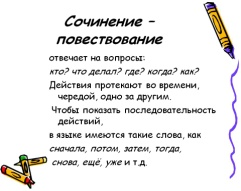 Сочинение –
повествование
отвечает на вопросы:
кто? что делал? где? когда? как?
Действия протекают во времени,
чередой, одно за другим.
Чтобы показать последовательность
действий,
в языке имеются такие слова, как
сначала, потом, затем, тогда,
снова, ещё, уже и т.д.